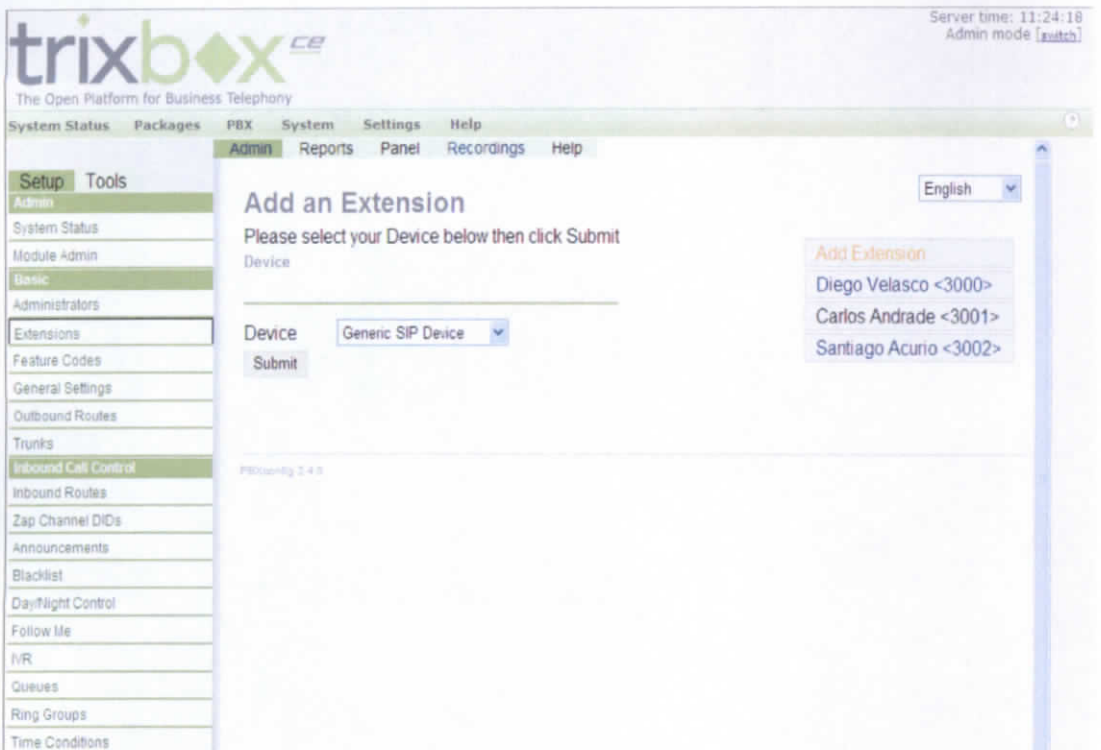 Server time: 11:24:18
Admin mode [switch]
trixbox CE
The Open Platform for Business Telephony
System Status Packages PBX System Settings Help
Admin Reports Panel Recordings Help
Setup Tools
English
Admin
System Status
Module Admin
Basic
Administrators
Extensions
Feature Codes
General Settings
Outbound Routes
Trunks
Inbound Call Control
Inbound Routes
Zap Channel DIDs
Announcements
Blacklist
Day/Night Control
Follow Me
IVR
Queues
Ring Groups
Time Conditions
Add an Extension
Please select your Device below then click Submit
Device
Device Generic SIP Device
Submit
Add Extension
Diego Velasco <3000>
Carlos Andrade <3001>
Santiago Acurio <3002>
PBXconfig 2.4.0